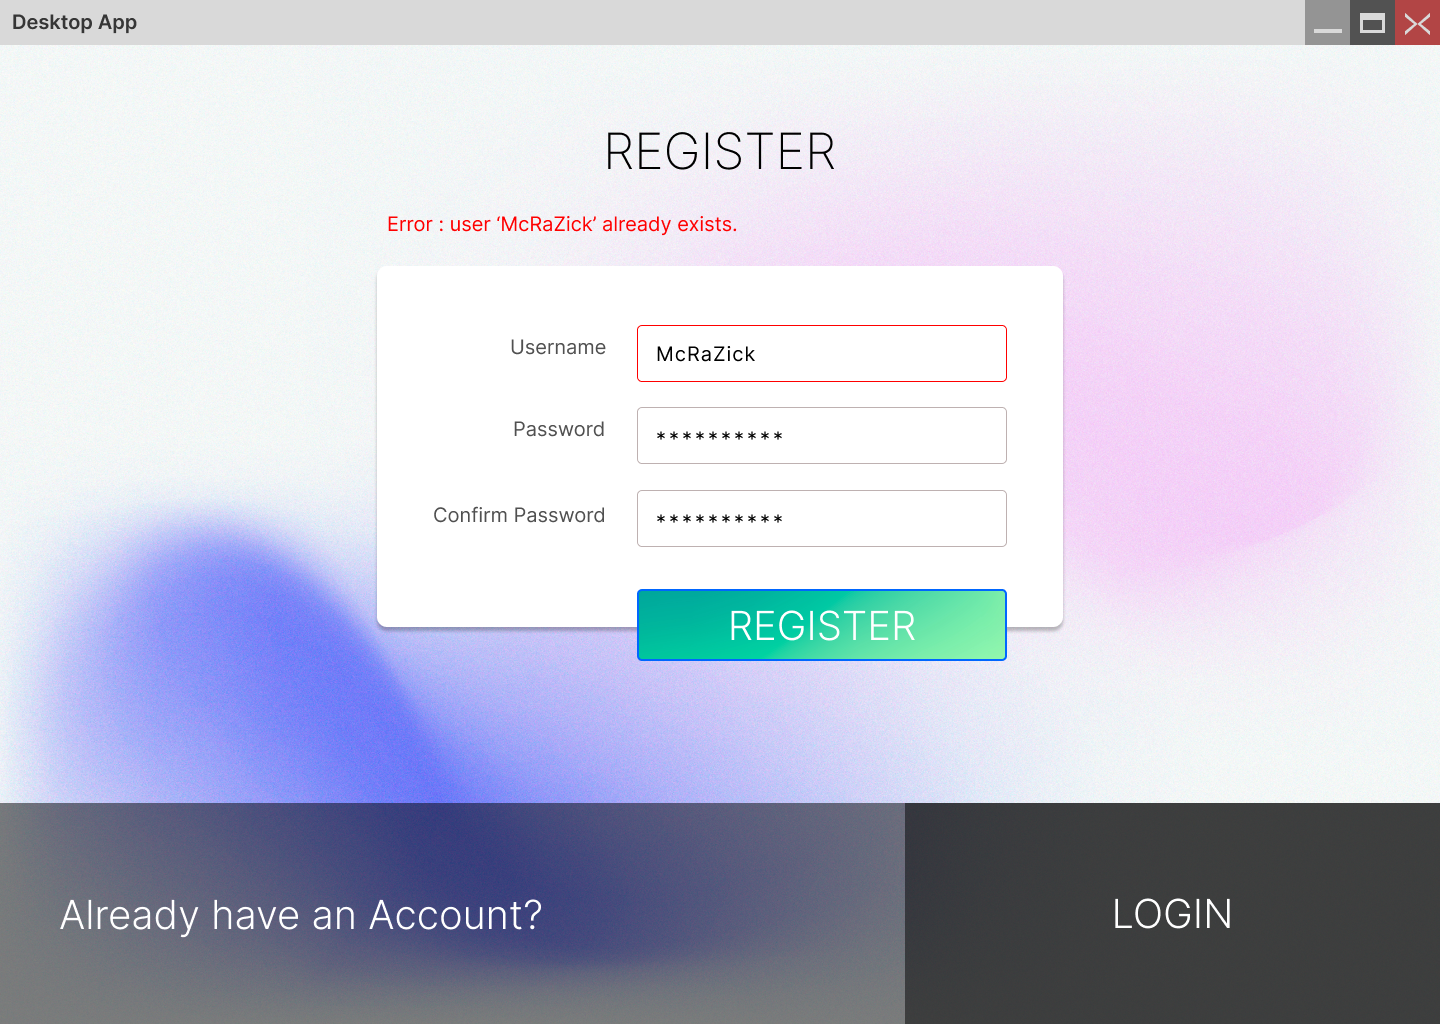 Desktop App
REGISTER
Error : user ‘McRaZick’ already exists.
Username
McRaZick
Password
**********
Confirm Password
**********
REGISTER
Already have an Account?
LOGIN